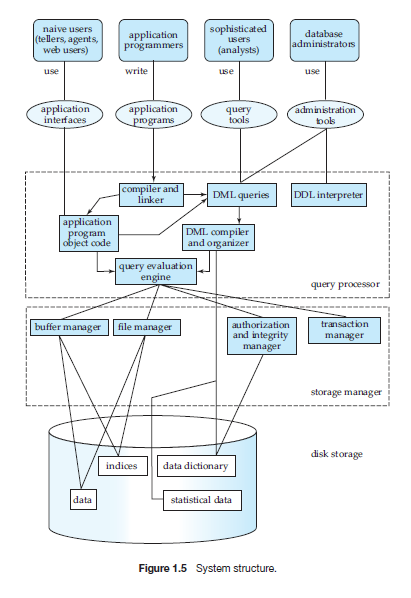 naive users
(tellers, agents,
web users)
application
programmers
sophisticated
users
(analysts)
database
administrators
use
write
use
use
application
interfaces
application
programs
query
tools
administration
tools
compiler and
linker
DML queries
DDL interpreter
application
program
object code
DML compiler
and organizer
query evaluation
engine
query processor
buffer manager
file manager
authorization
and integrity
manager
transaction
manager
storage manager
disk storage
indices
data dictionary
data
statistical data
Figure 1.5 System structure.